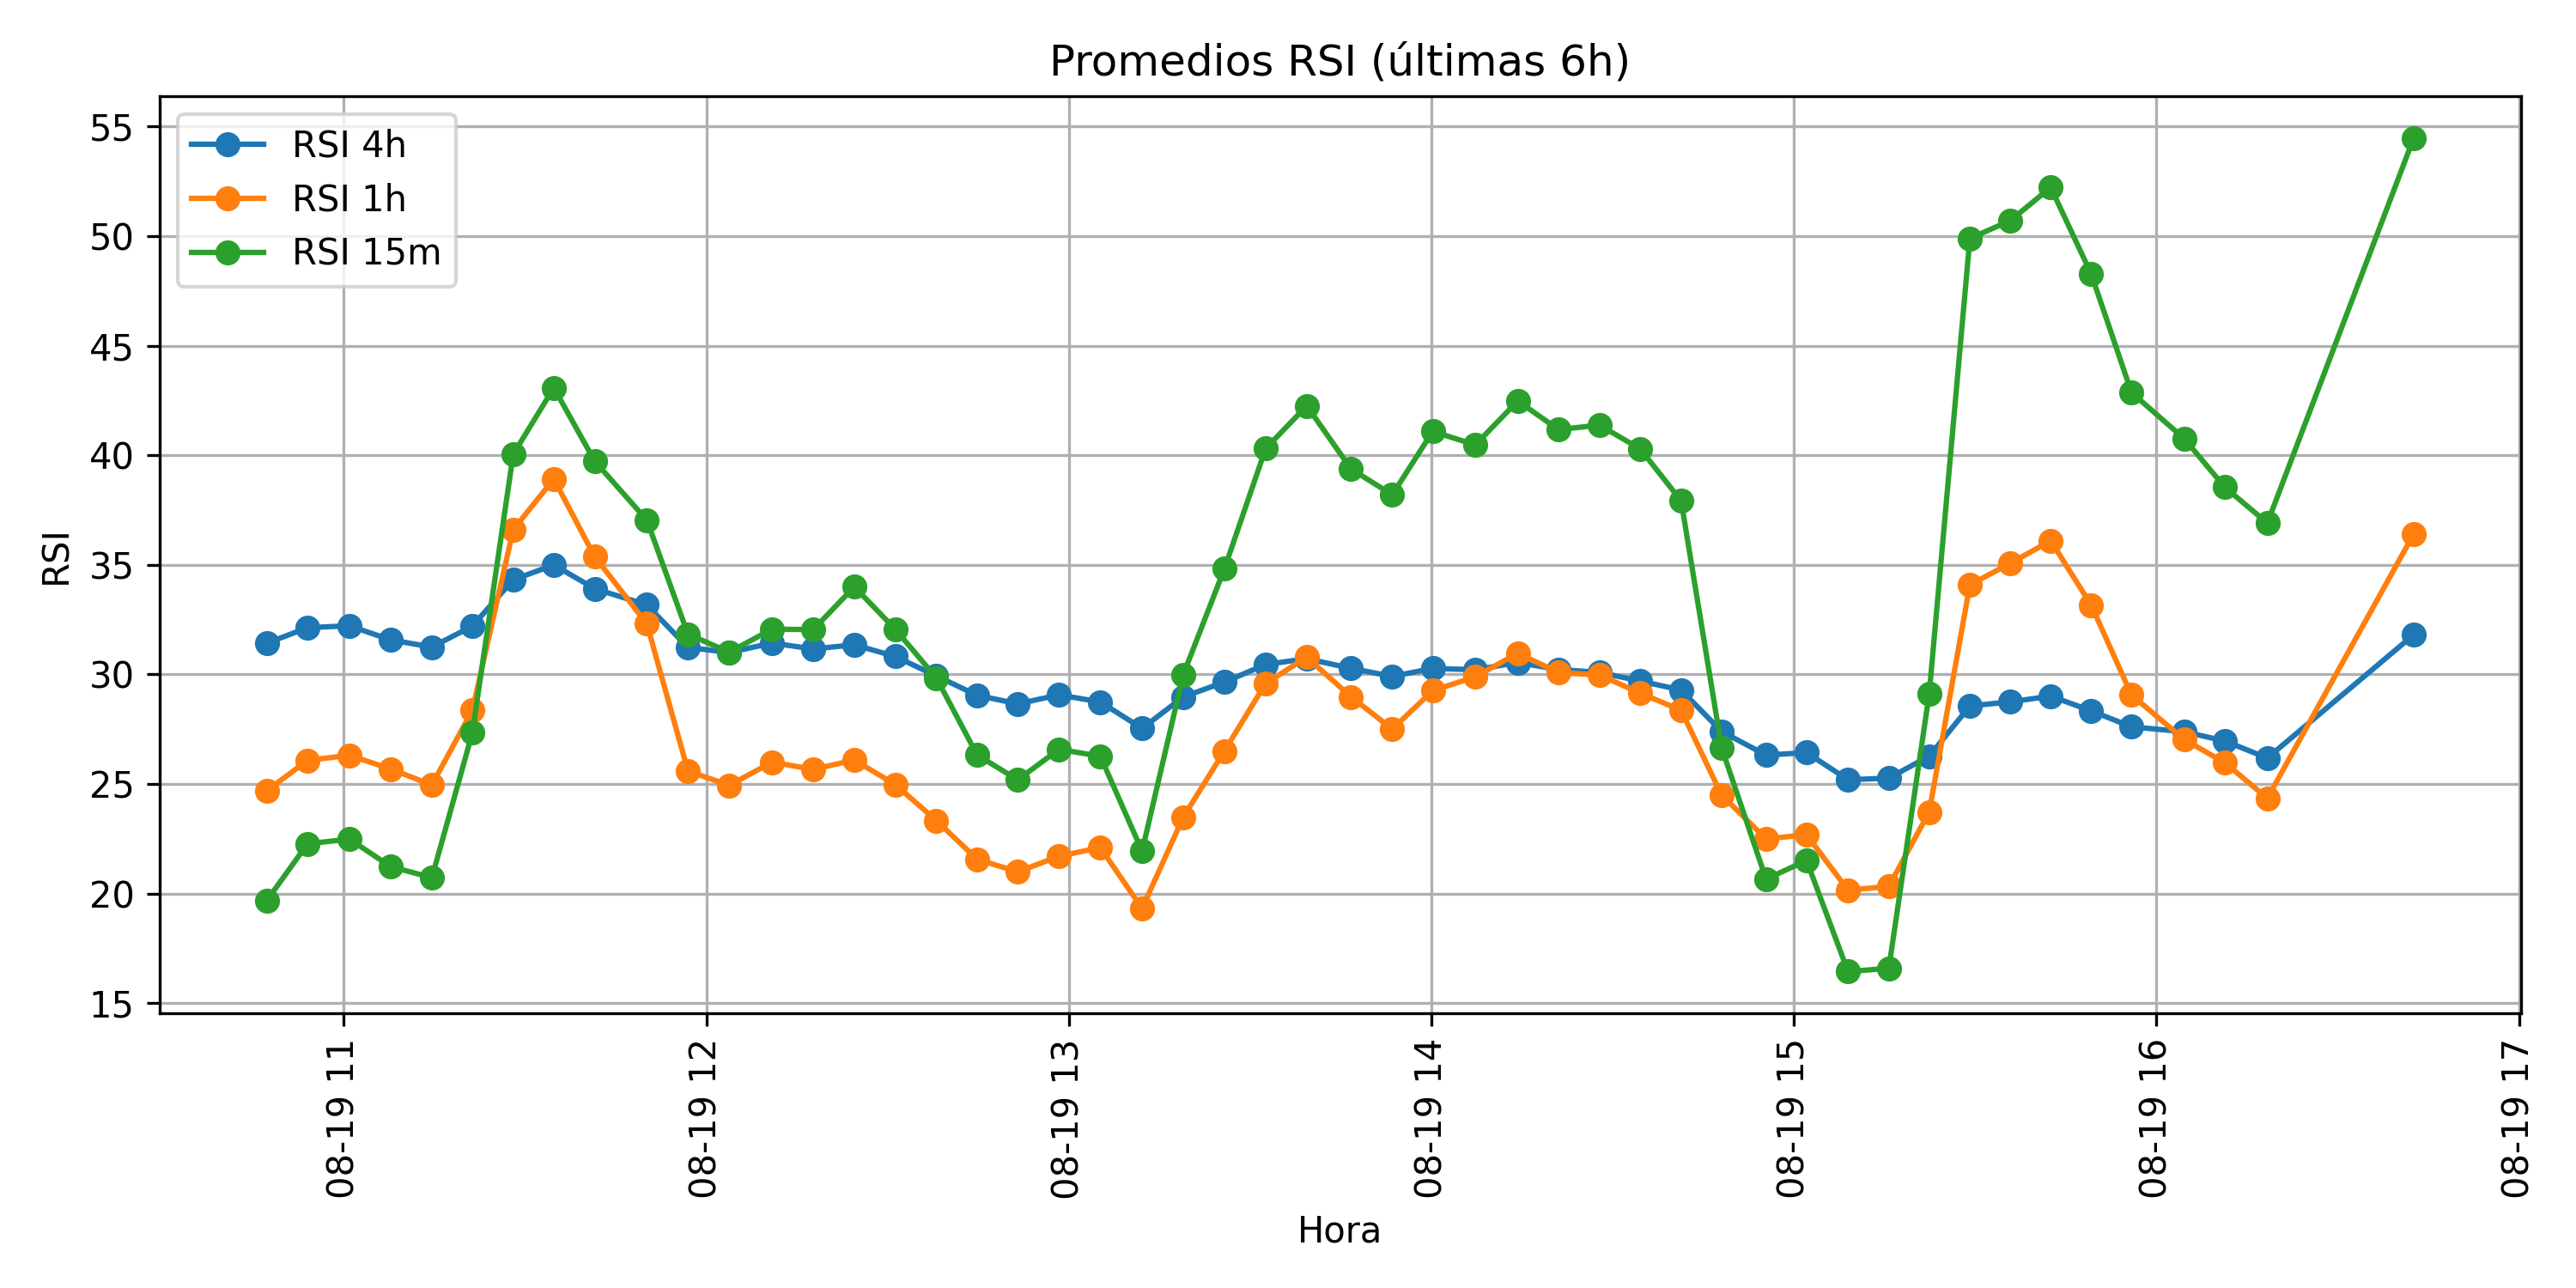 Promedios RSI (últimas 6h)
RSI 4h
RSI 1h
RSI 15m
55
50
45
40
35
30
25
20
15
RSI
08-19 11
08-19 12
08-19 13
08-19 14
08-19 15
08-19 16
08-19 17
Hora